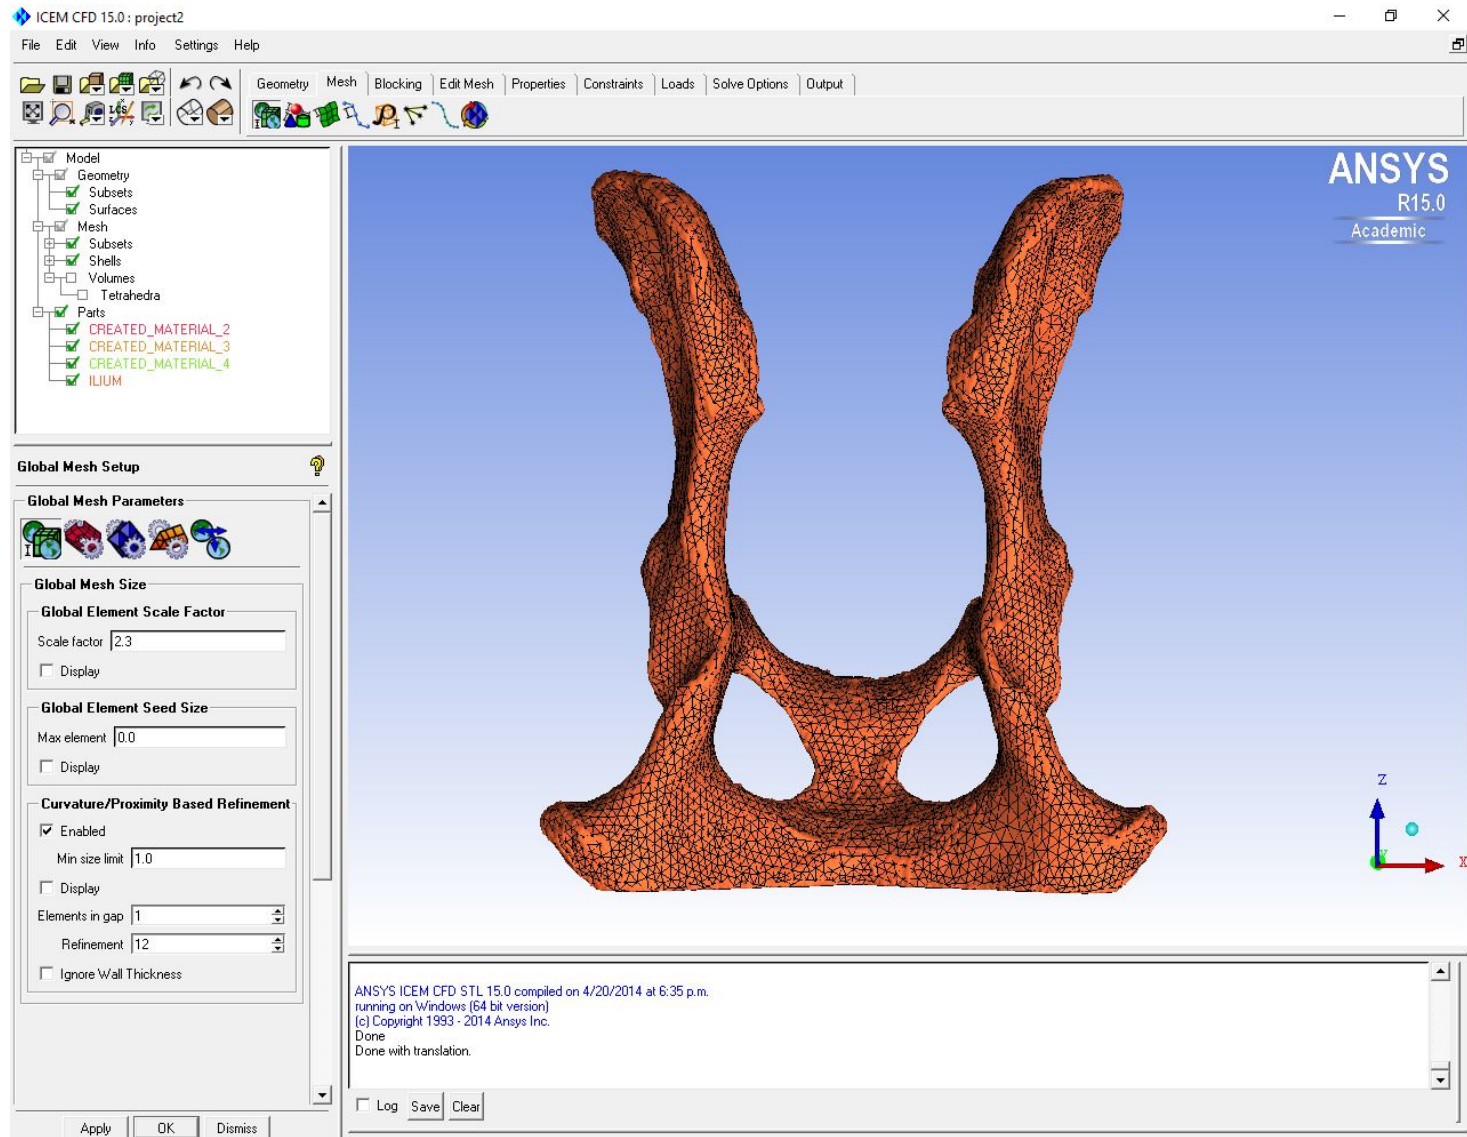 ICEM CFD 15.0 : project2
File Edit View Info Settings Help
Geometry Mesh Blocking Edit Mesh Properties Constraints Loads Solve Options Output
LCS
Model
Geometry
Subsets
Surfaces
Mesh
Subsets
Shells
Volumes
Tetrahedra
Parts
CREATED_MATERIAL_2
CREATED_MATERIAL_3
CREATED_MATERIAL_4
ILIUM
Global Mesh Setup
Global Mesh Parameters
Global Mesh Size
Global Element Scale Factor
Scale factor 2.3
Display
Global Element Seed Size
Max element 0.0
Display
Curvature/Proximity Based Refinement
Enabled
Min size limit 1.0
Display
Elements in gap 1
Refinement 12
Ignore Wall Thickness
Apply OK Dismiss
ANSYS
R15.0
Academic
Z
Y
X
ANSYS ICEM CFD STL 15.0 compiled on 4/20/2014 at 6:35 p.m.
running on Windows (64 bit version)
(c) Copyright 1993 - 2014 Ansys Inc.
Done
Done with translation.
Log Save Clear